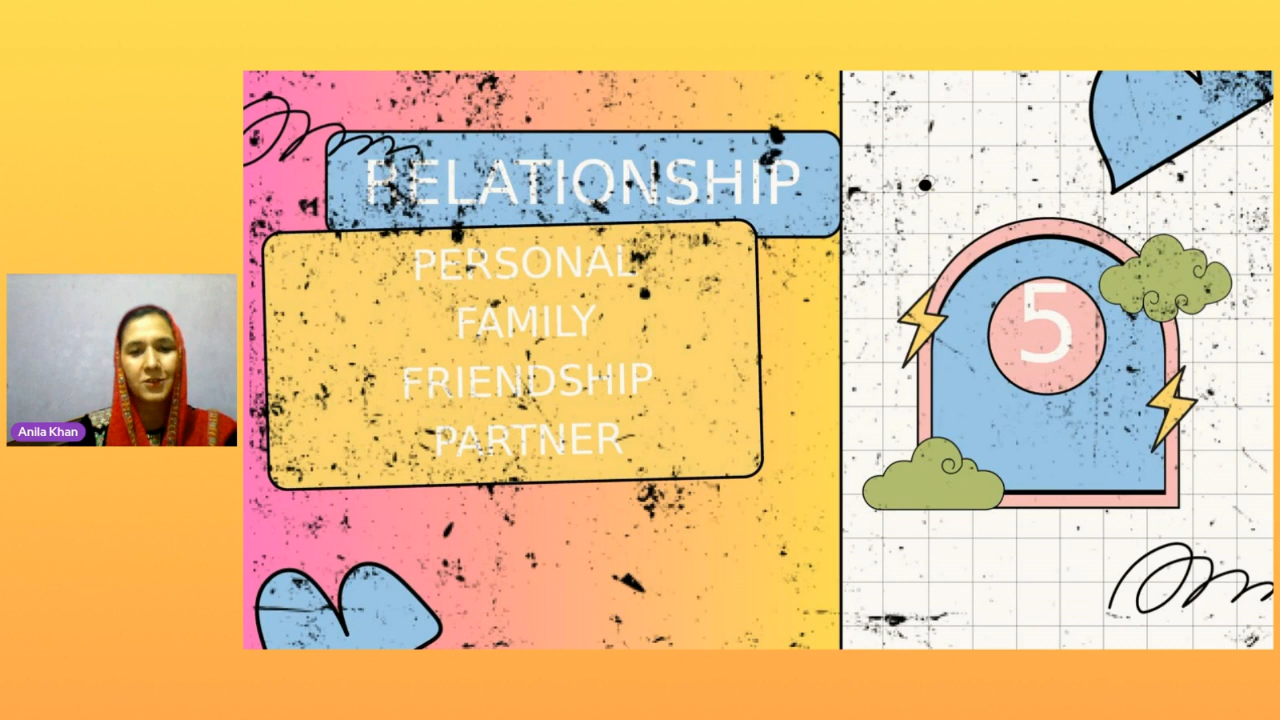 RELATIONSHIP
PERSONAL
FAMILY
FRIENDSHIP
PARTNER
5
Anila Khan